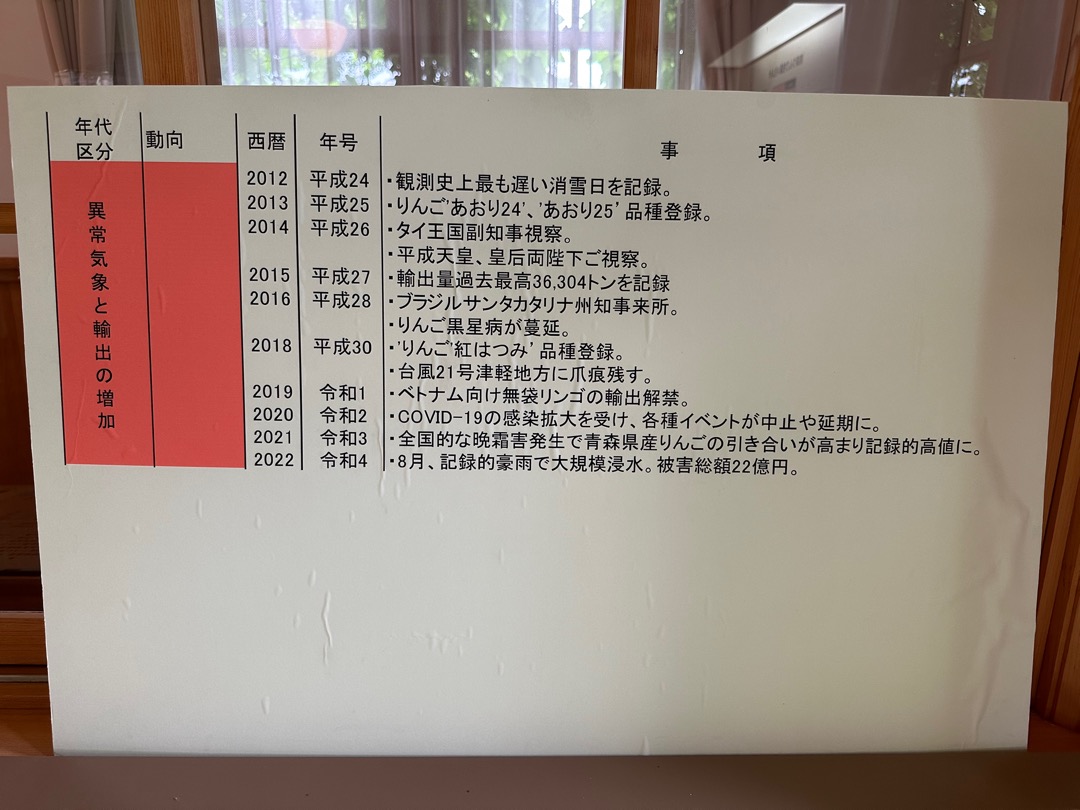 年代区分 動向 西暦 年号 事 項
異常気象と輸出の増加
2012 平成24 ・観測史上最も遅い消雪日を記録。
2013 平成25 ・りんご'あおり24'、'あおり25' 品種登録。
2014 平成26 ・タイ王国副知事視察。
・平成天皇、皇后両陛下ご視察。
2015 平成27 ・輸出量過去最高36,304トンを記録
2016 平成28 ・ブラジルサンタカタリナ州知事来所。
・りんご黒星病が蔓延。
2018 平成30 ・'りんご'紅はつみ' 品種登録。
・台風21号津軽地方に爪痕残す。
2019 令和1 ・ベトナム向け無袋リンゴの輸出解禁。
2020 令和2 ・COVID-19の感染拡大を受け、各種イベントが中止や延期に。
2021 令和3 ・全国的な晩霜害発生で青森県産りんごの引き合いが高まり記録的高値に。
2022 令和4 ・8月、記録的豪雨で大規模浸水。被害総額22億円。